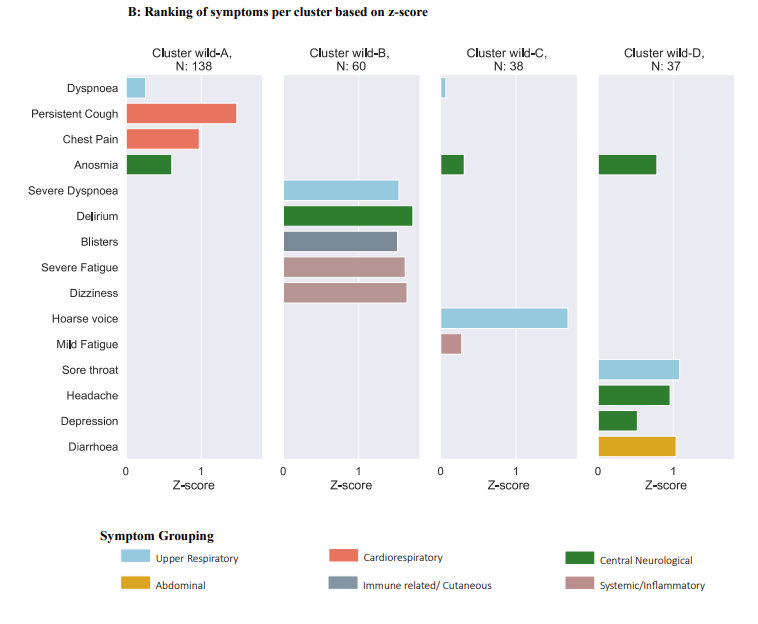 B: Ranking of symptoms per cluster based on z-score
Cluster wild-A, Cluster wild-B, Cluster wild-C, Cluster wild-D,
N: 138 N: 60 N: 38 N: 37
Dyspnoea
Persistent Cough
Chest Pain
Anosmia
Severe Dyspnoea
Delirium
Blisters
Severe Fatigue
Dizziness
Hoarse voice
Mild Fatigue
Sore throat
Headache
Depression
Diarrhoea
0 1 0 1 0 1 0 1
Z-score Z-score Z-score Z-score
Symptom Grouping
Upper Respiratory Cardiorespiratory Central Neurological
Abdominal Immune related/ Cutaneous Systemic/Inflammatory